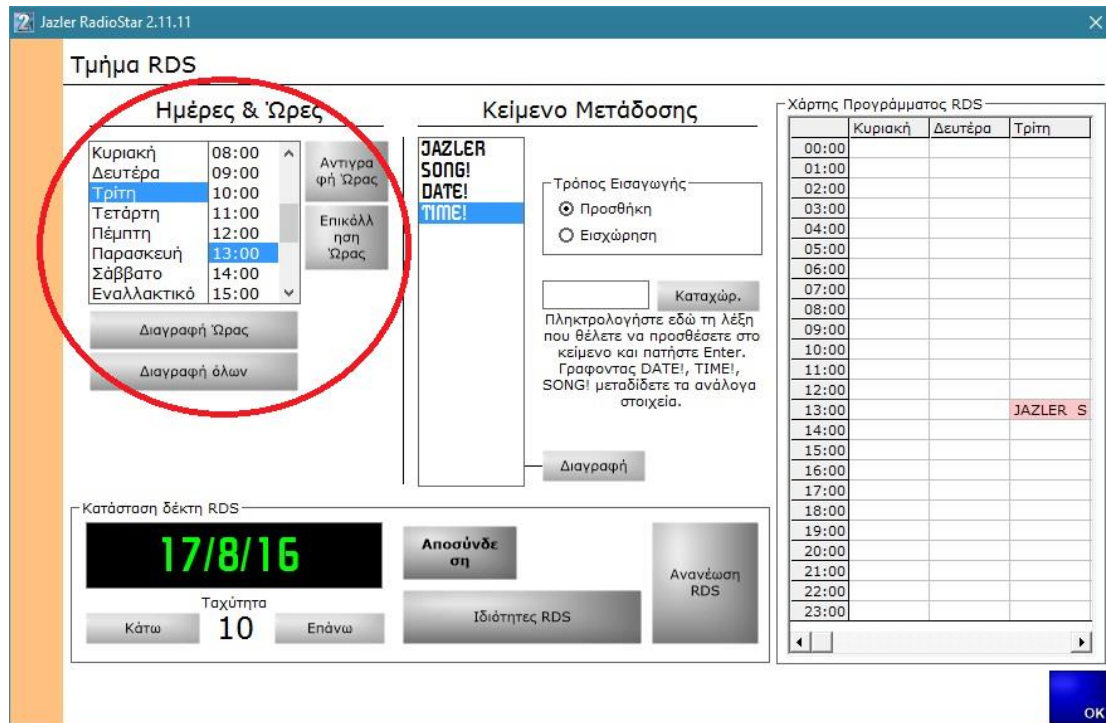 Jazler RadioStar 2.11.11
Τμήμα RDS
Ημέρες & Ώρες
Κυριακή 08:00
Δευτέρα 09:00
Τρίτη 10:00
Τετάρτη 11:00
Πέμπτη 12:00
Παρασκευή 13:00
Σάββατο 14:00
Εναλλακτικό 15:00
Αντιγρα
φή Ώρας
Επικόλλ
ηση
Ώρας
Διαγραφή Ώρας
Διαγραφή όλων
Κείμενο Μετάδοσης
JAZLER
SONG!
DATE!
TIME!
Τρόπος Εισαγωγής
Προσθήκη
Εισχώρηση
Καταχώρ.
Πληκτρολογήστε εδώ τη λέξη
που θέλετε να προσθέσετε στο
κείμενο και πατήστε Enter.
Γραφοντας DATE!, TIME!,
SONG! μεταδίδετε τα ανάλογα
στοιχεία.
Διαγραφή
Χάρτης Προγράμματος RDS
Κυριακή Δευτέρα Τρίτη
00:00
01:00
02:00
03:00
04:00
05:00
06:00
07:00
08:00
09:00
10:00
11:00
12:00
13:00 JAZLER S
14:00
15:00
16:00
17:00
18:00
19:00
20:00
21:00
22:00
23:00
Κατάσταση δέκτη RDS
17/8/16
Ταχύτητα
Κάτω 10 Επάνω
Αποσύνδε
ση
Ιδιότητες RDS
Ανανέωση
RDS
OK